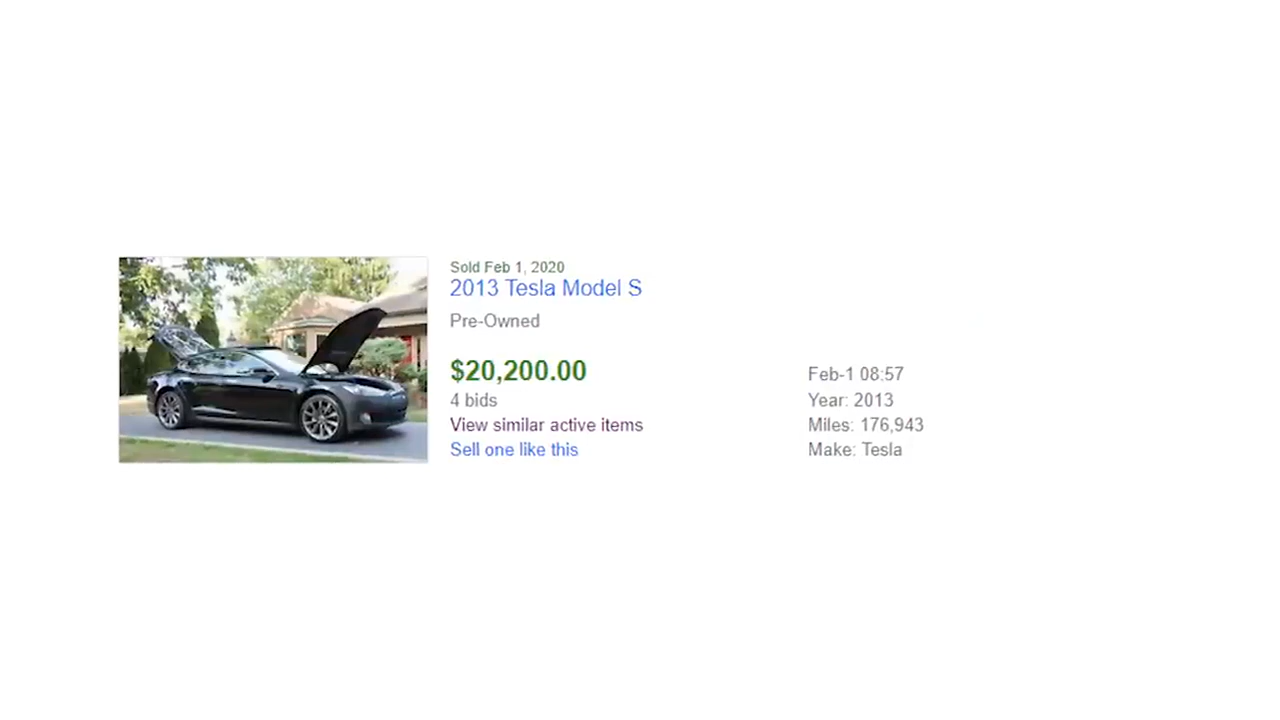 Sold Feb 1, 2020
2013 Tesla Model S
Pre-Owned
$20,200.00
4 bids
View similar active items
Sell one like this
Feb-1 08:57
Year: 2013
Miles: 176,943
Make: Tesla